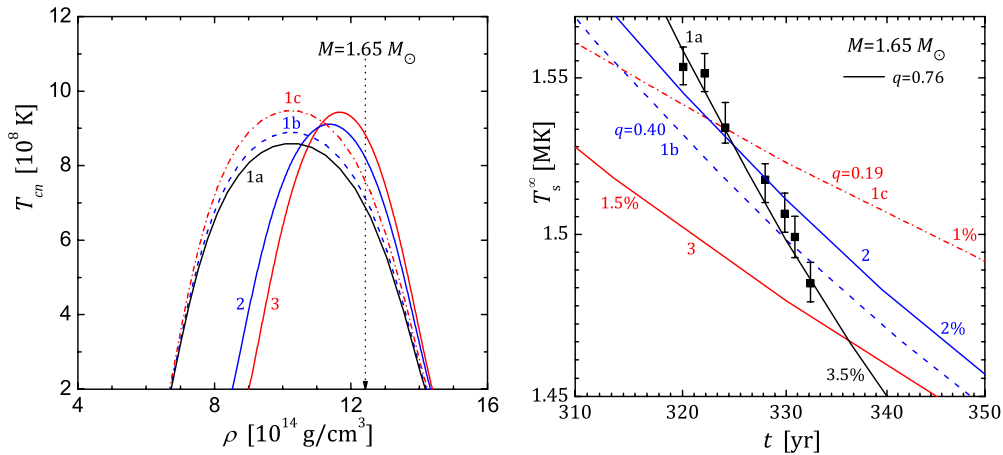 12
10
8
6
4
2
4
8
12
16
T_cn [10^8 K]
ρ [10^14 g/cm^3]
M=1.65 M_⊙
1c
1b
1a
2
3
1.55
1.5
1.45
310
320
330
340
350
T_s^∞ [MK]
t [yr]
M=1.65 M_⊙
q=0.76
1a
q=0.40
1b
q=0.19
1c
1.5%
1%
2
3
2%
3.5%